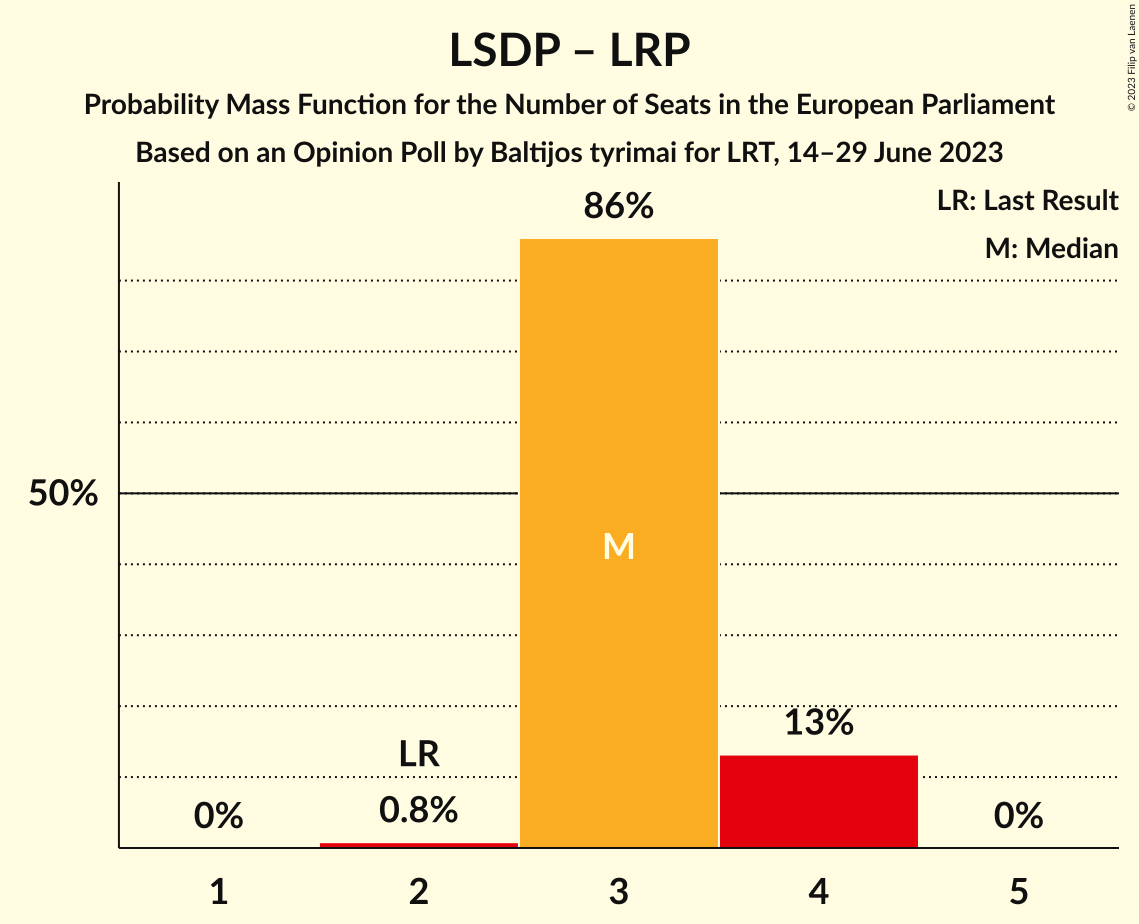 LSDP – LRP
Probability Mass Function for the Number of Seats in the European Parliament
Based on an Opinion Poll by Baltijos tyrimai for LRT, 14–29 June 2023
© 2023 Filip van Laenen
LR: Last Result
M: Median
86%
50%
M
13%
LR
0% 0.8% 0%
1 2 3 4 5